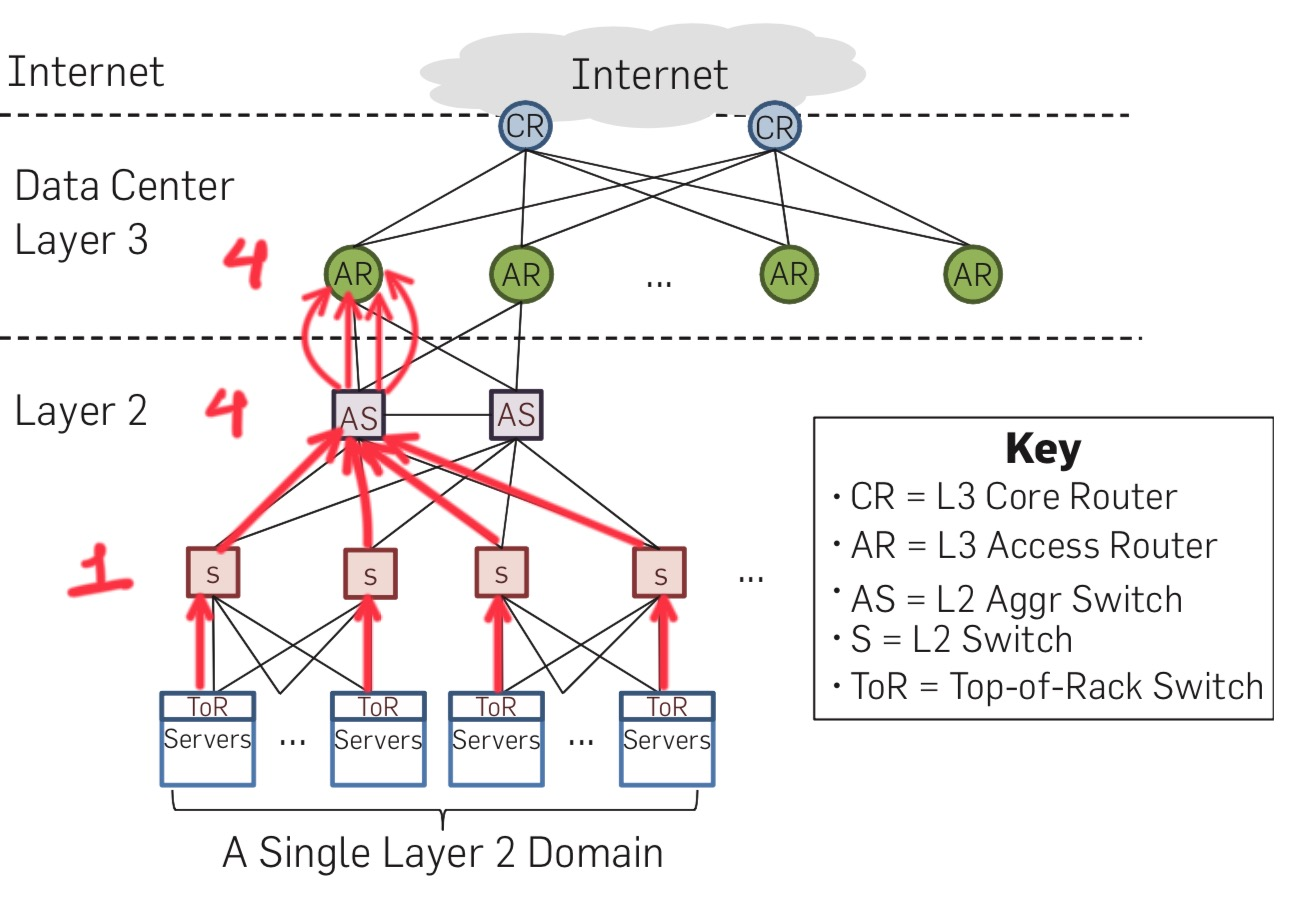 Internet
Internet
CR
CR
Data Center
Layer 3
4
AR
AR
...
AR
AR
Layer 2
4
AS
AS
1
s
s
s
s
...
ToR
ToR
ToR
ToR
Servers
...
Servers
Servers
...
Servers
A Single Layer 2 Domain
Key
· CR = L3 Core Router
· AR = L3 Access Router
· AS = L2 Aggr Switch
· S = L2 Switch
· ToR = Top-of-Rack Switch